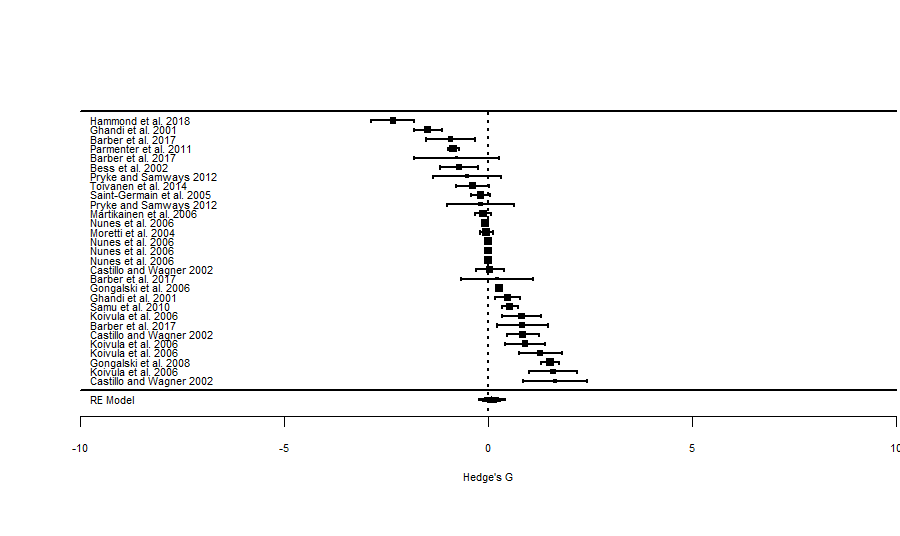 Hammond et al. 2018
Ghandi et al. 2001
Barber et al. 2017
Parmenter et al. 2011
Barber et al. 2017
Bess et al. 2002
Pryke and Samways 2012
Toivanen et al. 2014
Saint-Germain et al. 2005
Pryke and Samways 2012
Martikainen et al. 2006
Nunes et al. 2006
Moretti et al. 2004
Nunes et al. 2006
Nunes et al. 2006
Nunes et al. 2006
Castillo and Wagner 2002
Barber et al. 2017
Gongalski et al. 2006
Ghandi et al. 2001
Samu et al. 2010
Koivula et al. 2006
Barber et al. 2017
Castillo and Wagner 2002
Koivula et al. 2006
Koivula et al. 2006
Gongalski et al. 2008
Koivula et al. 2006
Castillo and Wagner 2002
RE Model
-10 -5 0 5 10
Hedge's G